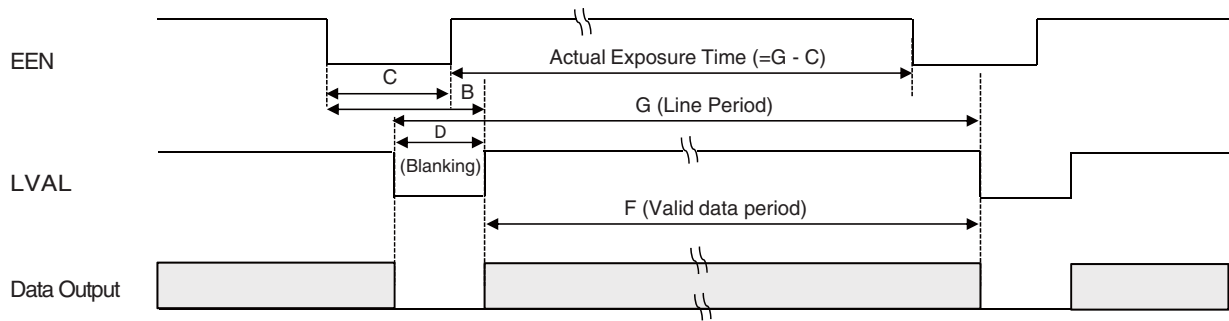 EEN
Actual Exposure Time (=G - C)
C
B
G (Line Period)
D
(Blanking)
LVAL
F (Valid data period)
Data Output